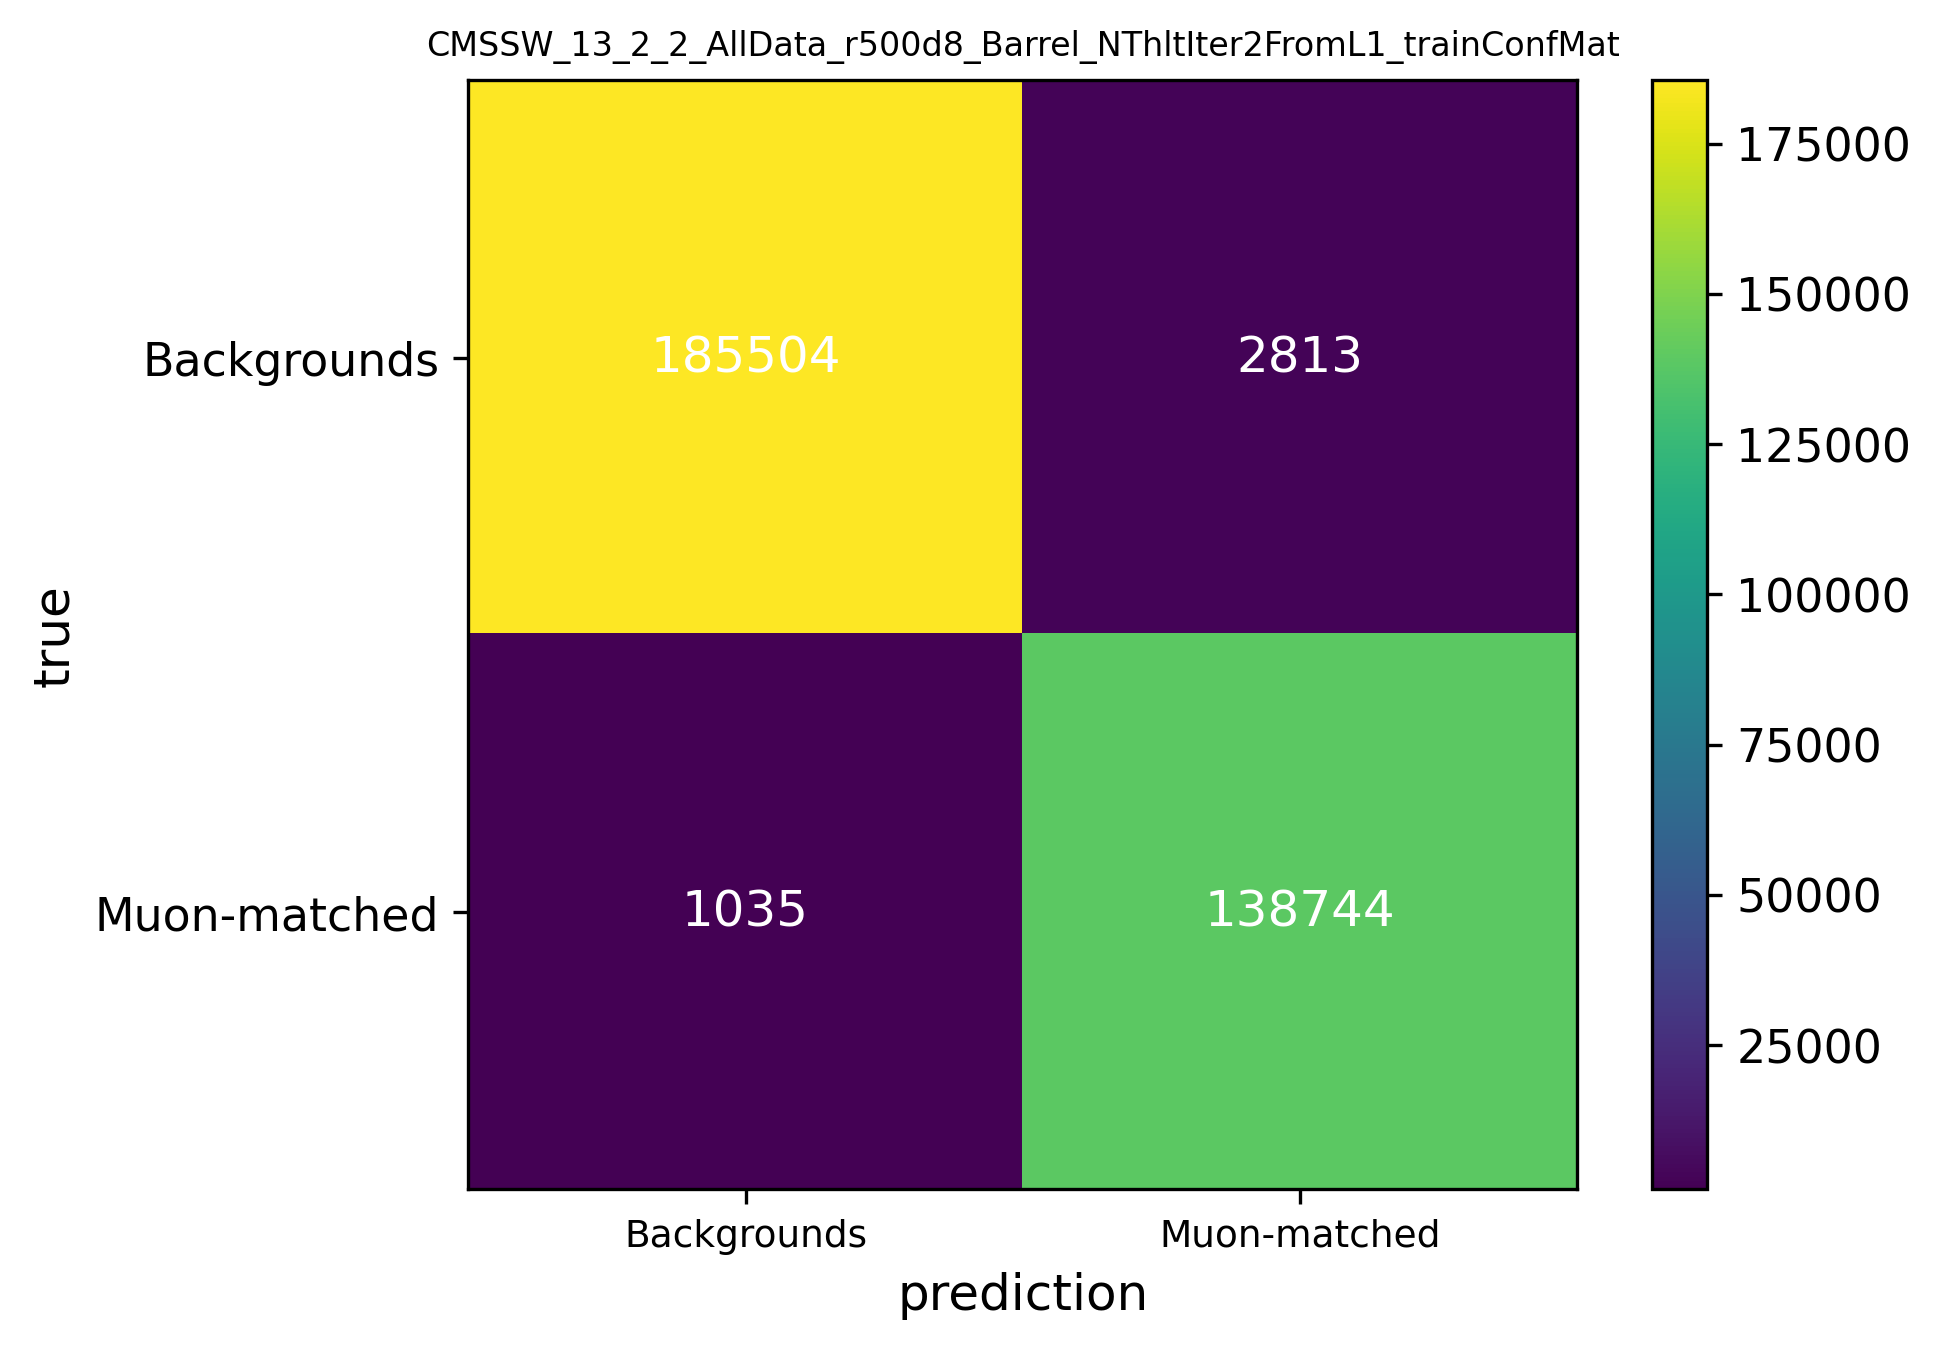 CMSSW_13_2_2_AllData_r500d8_Barrel_NThltIter2FromL1_trainConfMat
175000
150000
125000
100000
75000
50000
25000
true
Backgrounds
185504
2813
Muon-matched
1035
138744
Backgrounds
Muon-matched
prediction